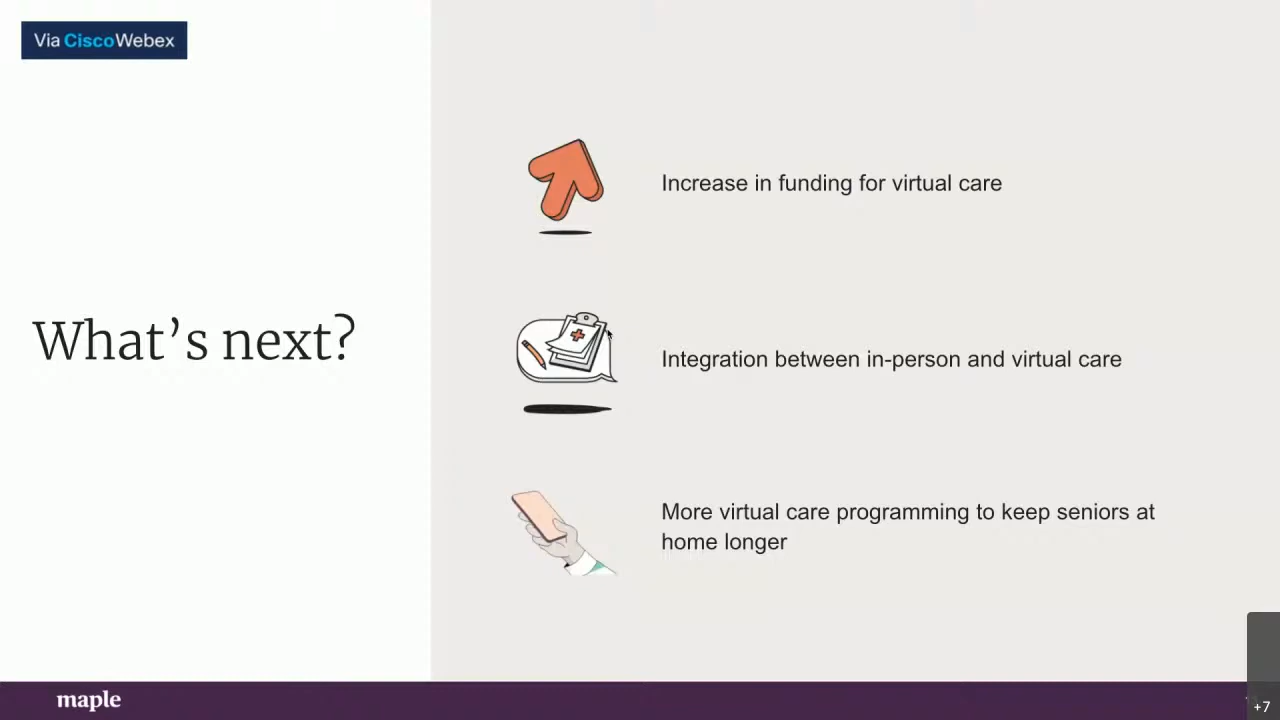 Via CiscoWebex
What's next?
Increase in funding for virtual care
Integration between in-person and virtual care
More virtual care programming to keep seniors at
home longer
maple
+7